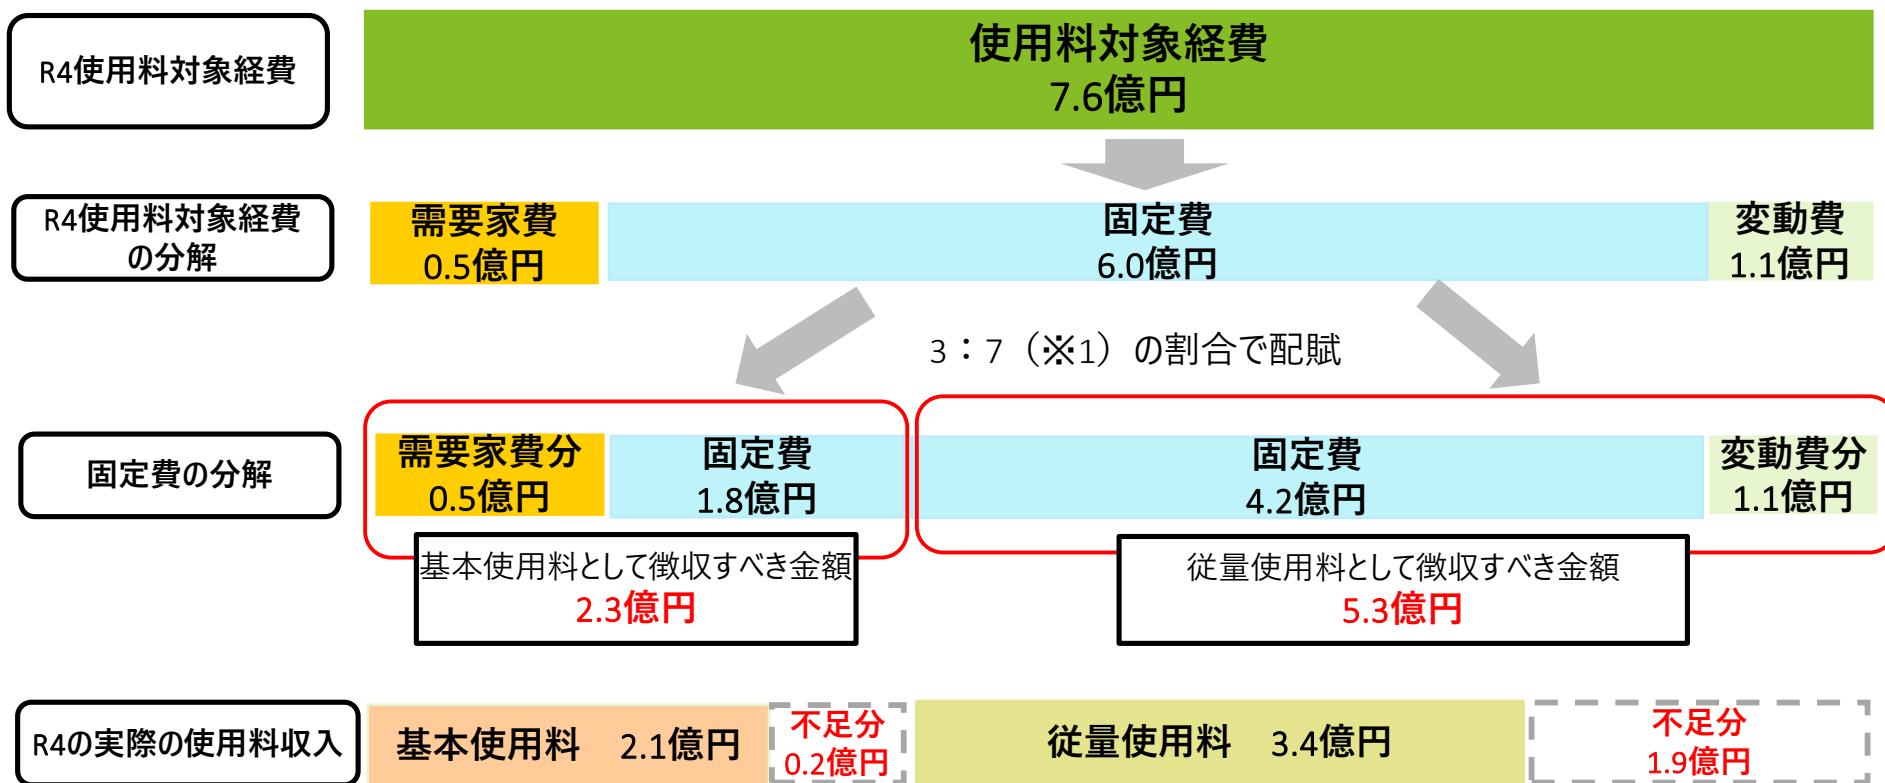 R4使用料対象経費
使用料対象経費
7.6億円
R4使用料対象経費
の分解
需要家費
0.5億円
固定費
6.0億円
変動費
1.1億円
3：7（※1）の割合で配賦
固定費の分解
需要家費分
0.5億円
固定費
1.8億円
固定費
4.2億円
変動費分
1.1億円
基本使用料として徴収すべき金額
2.3億円
従量使用料として徴収すべき金額
5.3億円
R4の実際の使用料収入
基本使用料　2.1億円
不足分
0.2億円
従量使用料　3.4億円
不足分
1.9億円